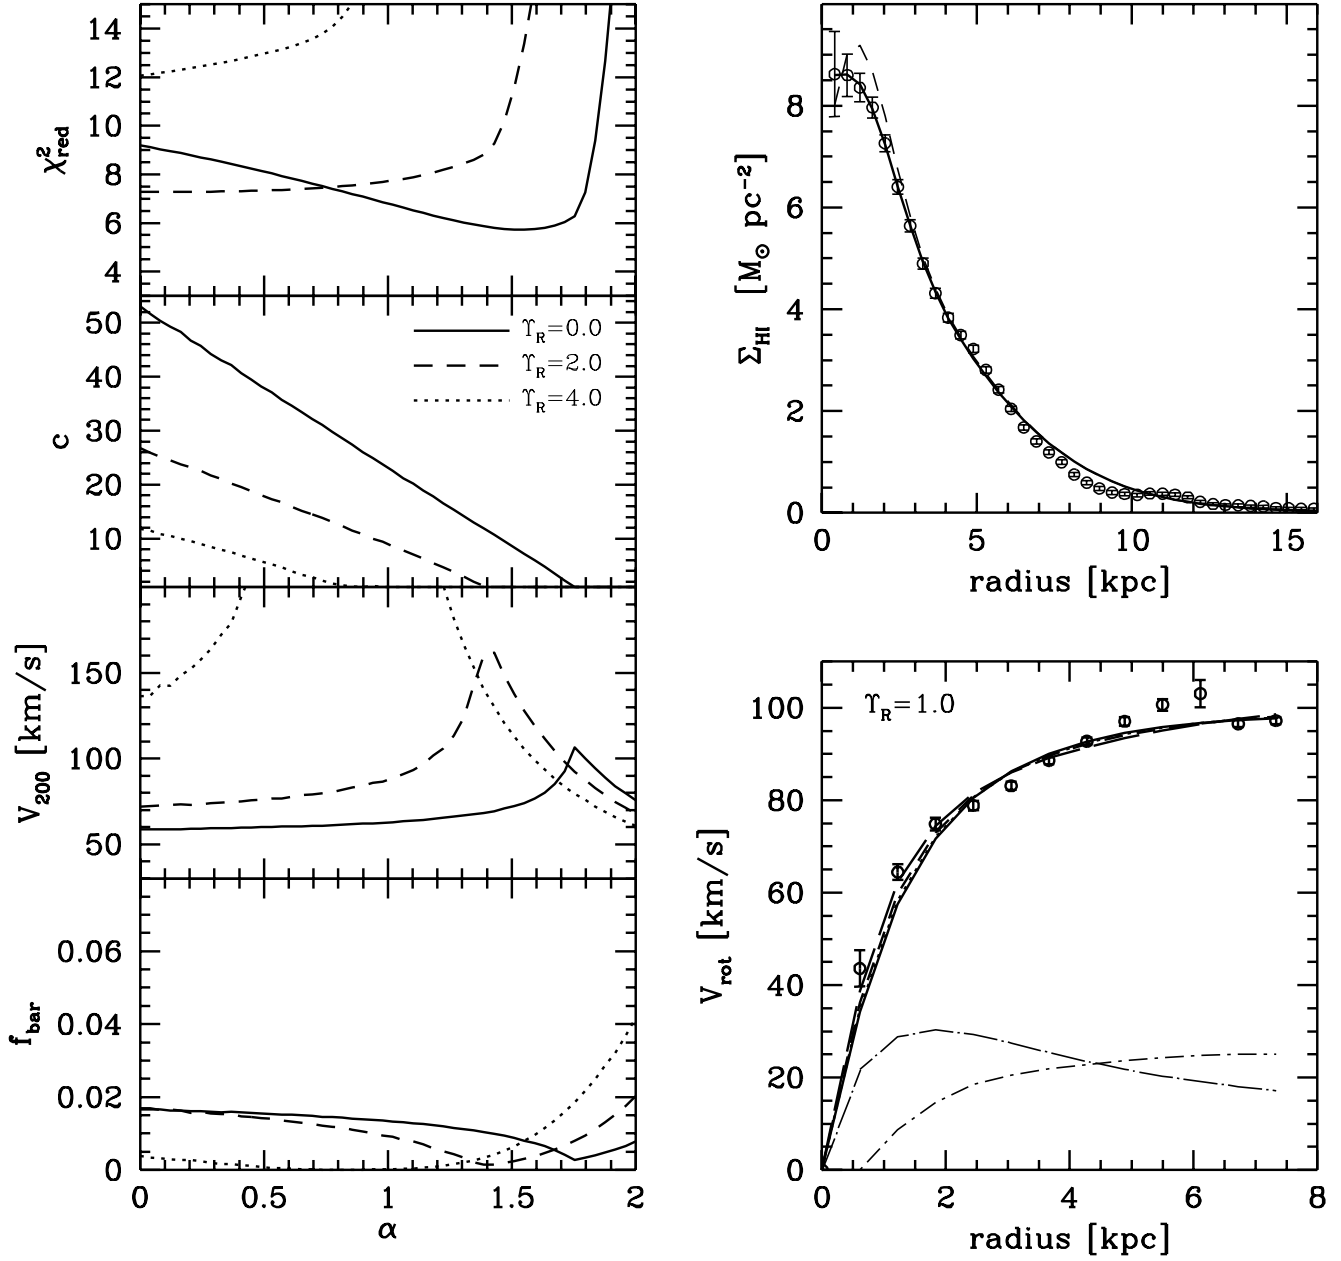 14
12
10
8
6
4
χ²red
50
40
30
20
10
c
ϒR=0.0
ϒR=2.0
ϒR=4.0
150
100
50
V200 [km/s]
0.06
0.04
0.02
0
fbar
0 0.5 1 1.5 2
α
8
6
4
2
0
ΣHI [M⊙ pc−2]
0 5 10 15
radius [kpc]
ϒR=1.0
100
80
60
40
20
0
Vrot [km/s]
0 2 4 6 8
radius [kpc]